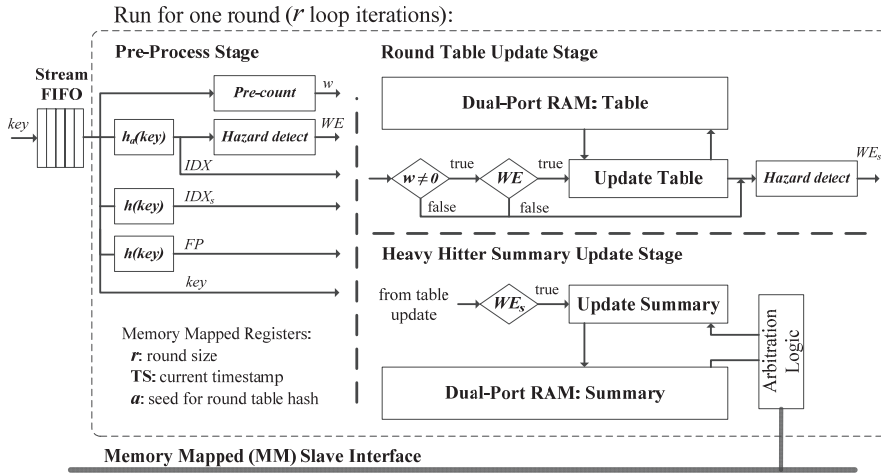 Run for one round (r loop iterations):
Pre-Process Stage
Stream
FIFO
key
Pre-count
w
hₐ(key)
Hazard detect
WE
IDX
h(key)
IDXₛ
h(key)
FP
key
Memory Mapped Registers:
r: round size
TS: current timestamp
a: seed for round table hash
Round Table Update Stage
Dual-Port RAM: Table
w ≠ 0
true
WE
true
Update Table
Hazard detect
WEₛ
false
false
Heavy Hitter Summary Update Stage
from table
update
WEₛ
true
Update Summary
Dual-Port RAM: Summary
Arbitration
Logic
Memory Mapped (MM) Slave Interface